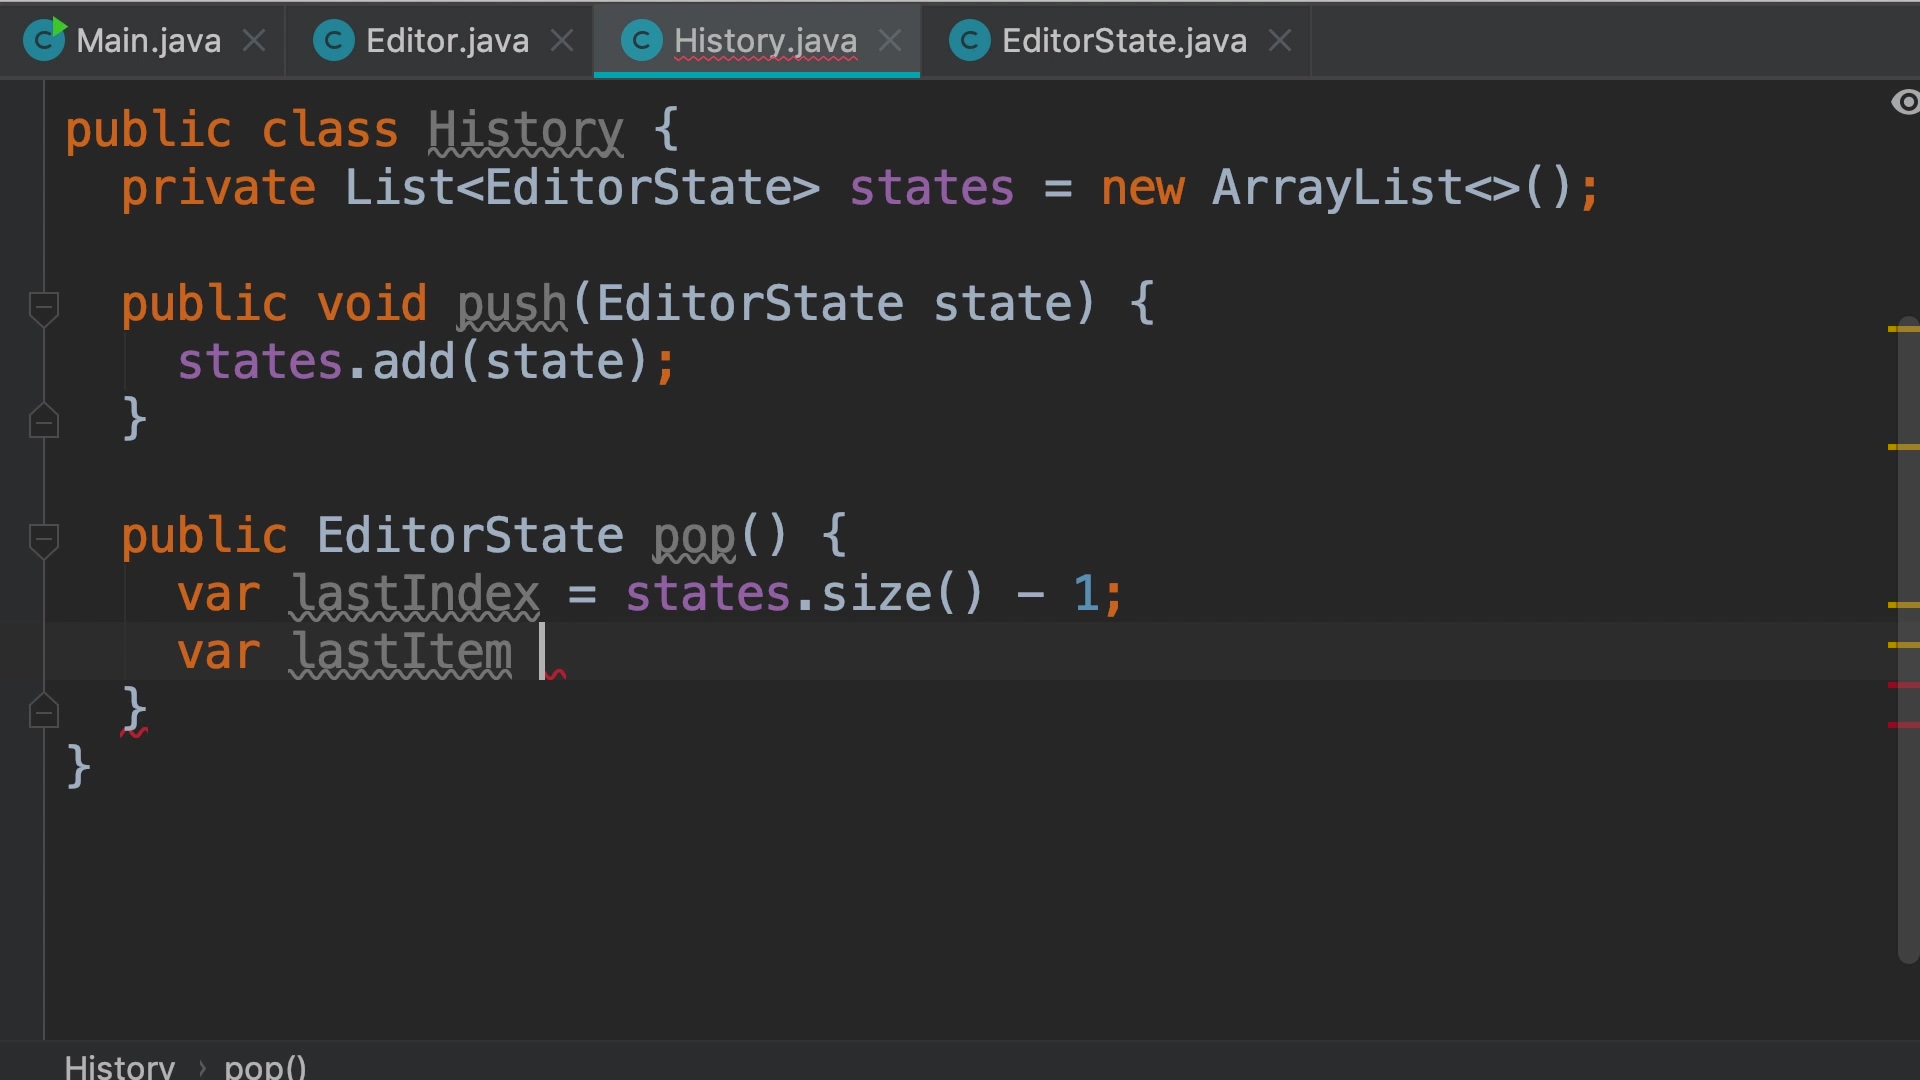 Main.java Editor.java History.java EditorState.java
public class History {
private List<EditorState> states = new ArrayList<>();
public void push(EditorState state) {
states.add(state);
}
public EditorState pop() {
var lastIndex = states.size() - 1;
var lastItem
}
}
History › pop()